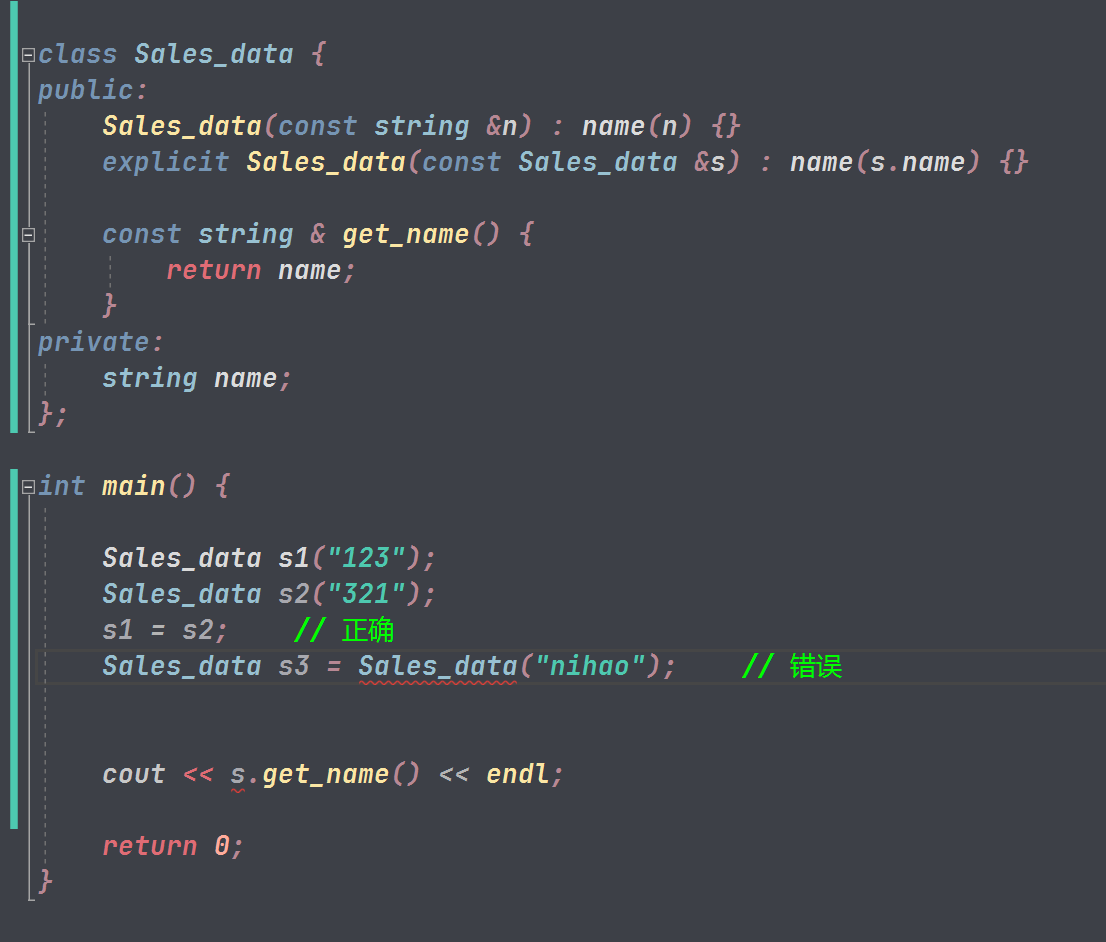 class Sales_data {
public:
    Sales_data(const string &n) : name(n) {}
    explicit Sales_data(const Sales_data &s) : name(s.name) {}
    const string & get_name() {
        return name;
    }
private:
    string name;
};
int main() {
    Sales_data s1("123");
    Sales_data s2("321");
    s1 = s2;    // 正确
    Sales_data s3 = Sales_data("nihao");    // 错误
    cout << s.get_name() << endl;
    return 0;
}